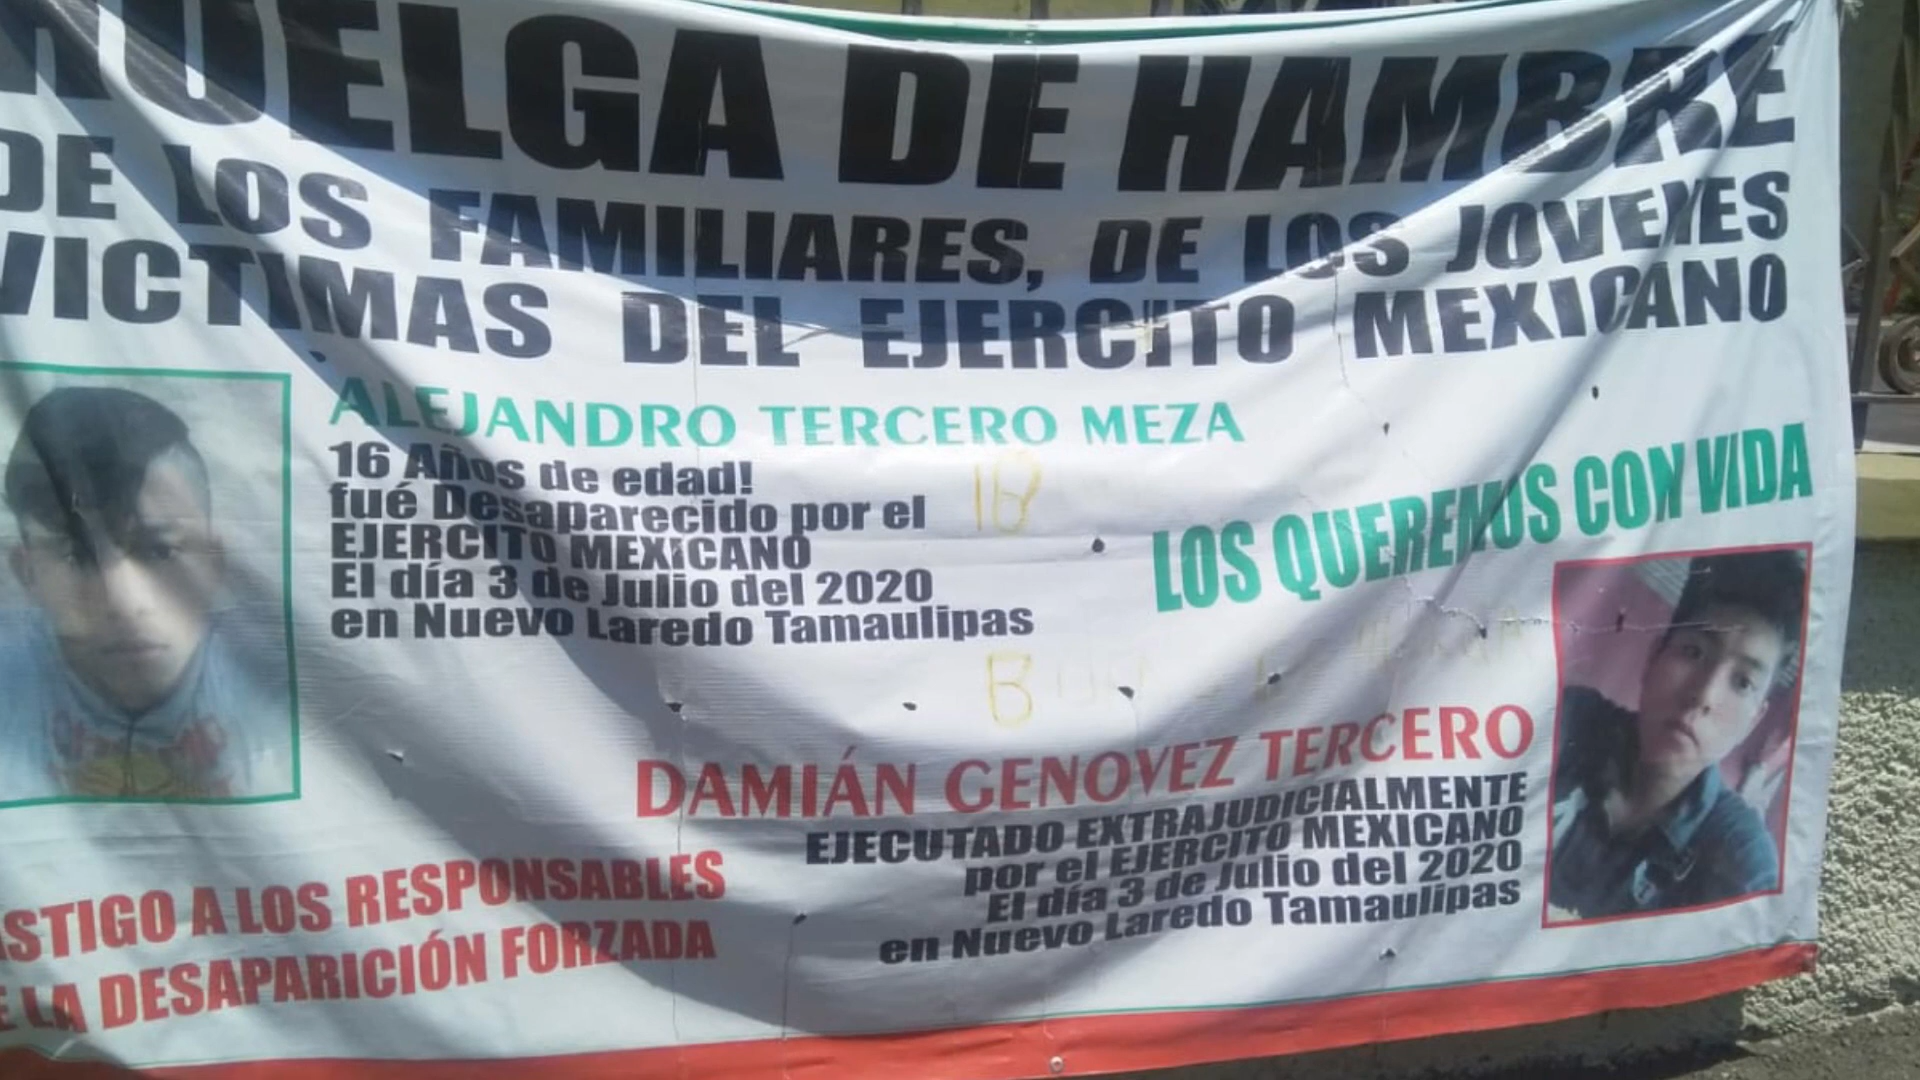 HUELGA DE HAMBRE
DE LOS FAMILIARES, DE LOS JOVENES
VICTIMAS DEL EJERCITO MEXICANO
ALEJANDRO TERCERO MEZA
16 Años de edad!
fué Desaparecido por el
EJERCITO MEXICANO
El día 3 de Julio del 2020
en Nuevo Laredo Tamaulipas
LOS QUEREMOS CON VIDA
DAMIÁN GENOVEZ TERCERO
EJECUTADO EXTRAJUDICIALMENTE
por el EJERCITO MEXICANO
El día 3 de Julio del 2020
en Nuevo Laredo Tamaulipas
ASTIGO A LOS RESPONSABLES
E LA DESAPARICIÓN FORZADA